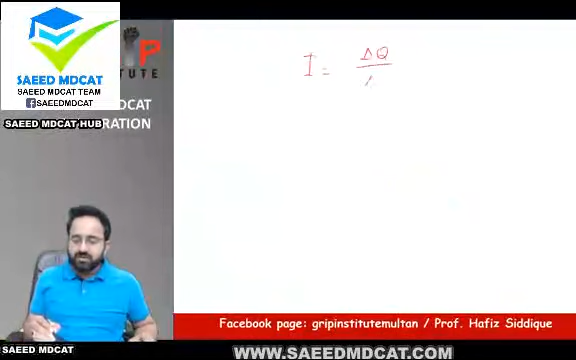 SAEED MDCAT
SAEED MDCAT TEAM
f SAEEDMDCAT
SAEED MDCAT HUB
P
TUTE
DCAT
RATION
I = ΔQ
Facebook page: gripinstitutemultan / Prof. Hafiz Siddique
SAEED MDCAT
WWW.SAEEDMDCAT.COM